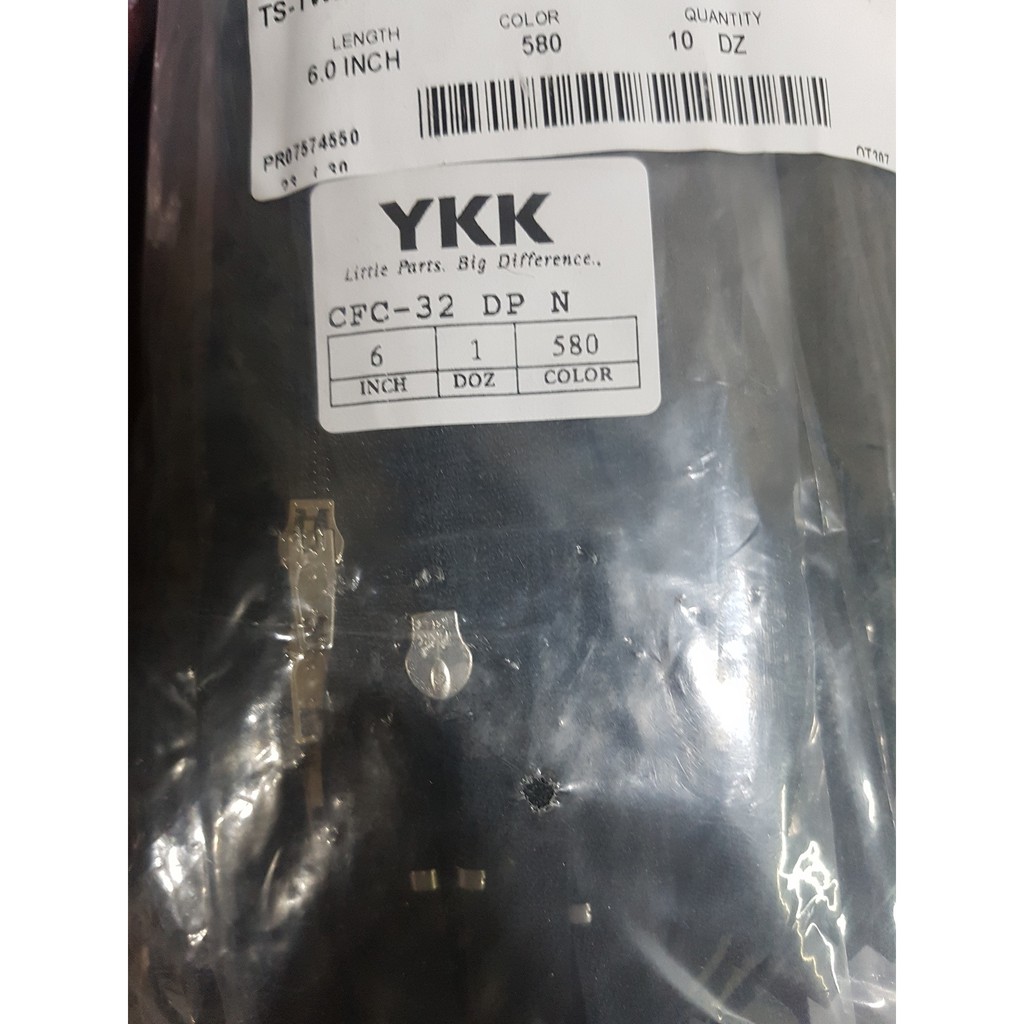 LENGTH COLOR QUANTITY
6.0 INCH 580 10 DZ
PR07574550
YKK
Little Parts. Big Difference.
CFC-32 DP N
6 1 580
INCH DOZ COLOR